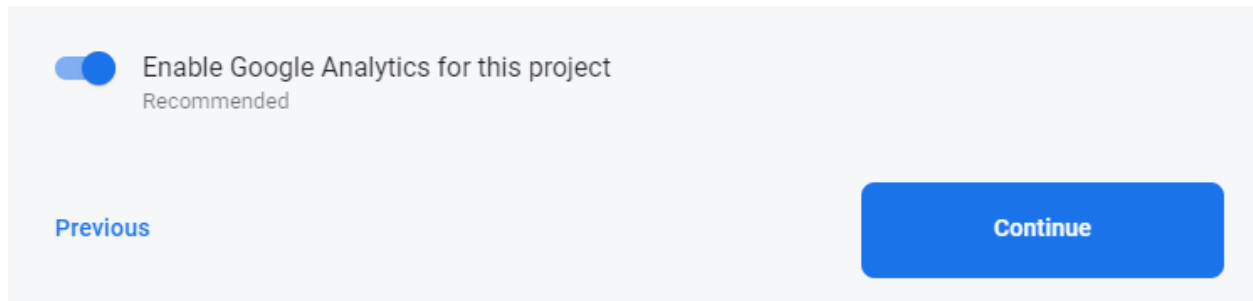 Enable Google Analytics for this project
Recommended
Previous
Continue